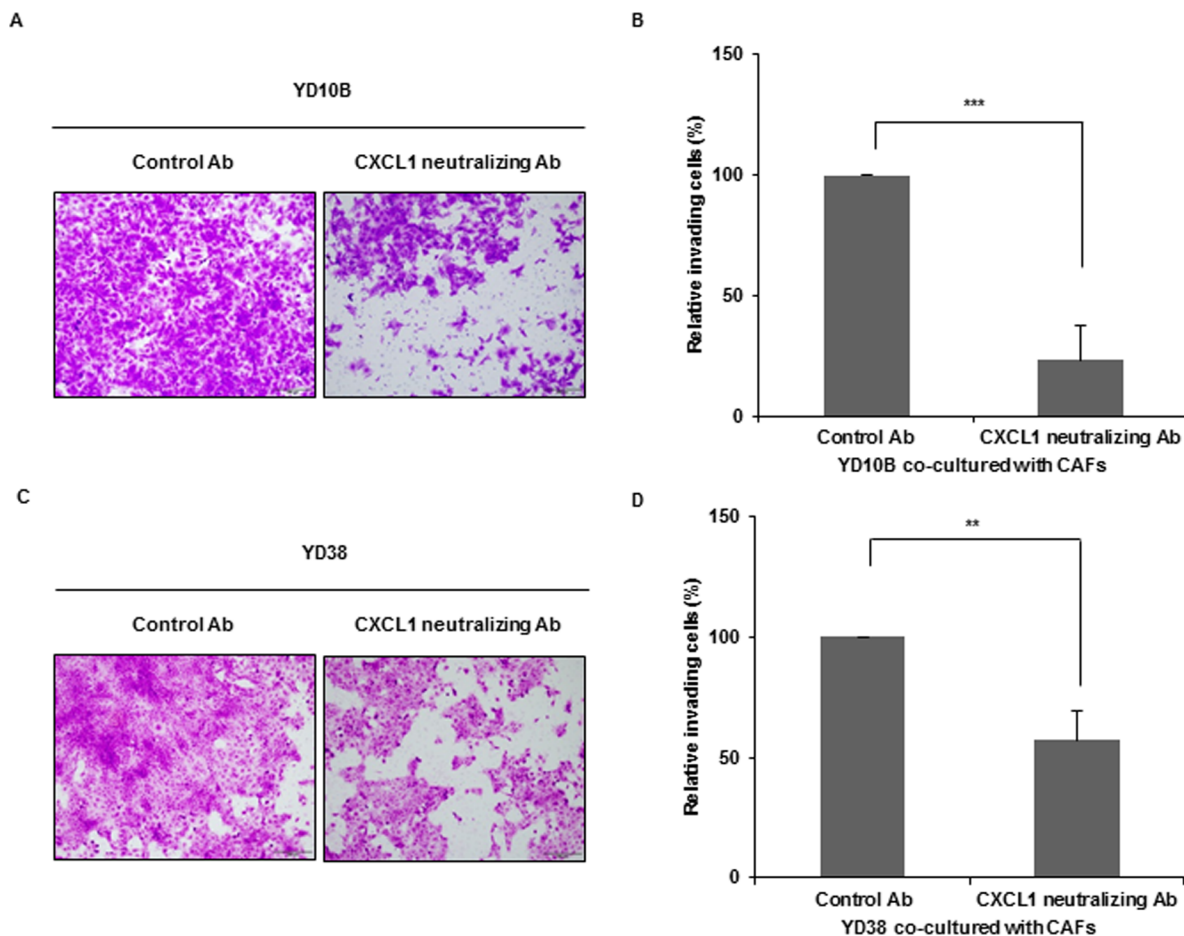 A
YD10B
Control Ab
CXCL1 neutralizing Ab
B
150
100
50
0
Relative invading cells (%)
***
Control Ab
CXCL1 neutralizing Ab
YD10B co-cultured with CAFs
C
YD38
Control Ab
CXCL1 neutralizing Ab
D
150
100
50
0
Relative invading cells (%)
**
Control Ab
CXCL1 neutralizing Ab
YD38 co-cultured with CAFs